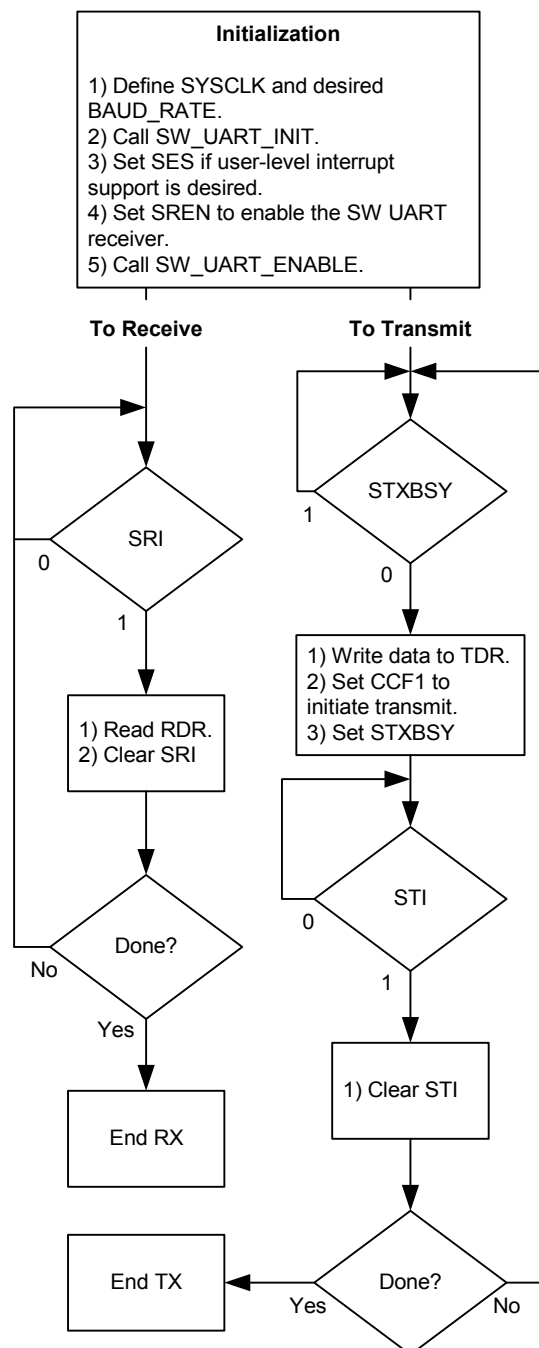 Initialization
1) Define SYSCLK and desired
BAUD_RATE.
2) Call SW_UART_INIT.
3) Set SES if user-level interrupt
support is desired.
4) Set SREN to enable the SW UART
receiver.
5) Call SW_UART_ENABLE.
To Receive
To Transmit
SRI
0
1
1) Read RDR.
2) Clear SRI
Done?
No
Yes
End RX
STXBSY
1
0
1) Write data to TDR.
2) Set CCF1 to
initiate transmit.
3) Set STXBSY
STI
0
1
1) Clear STI
Done?
Yes
No
End TX